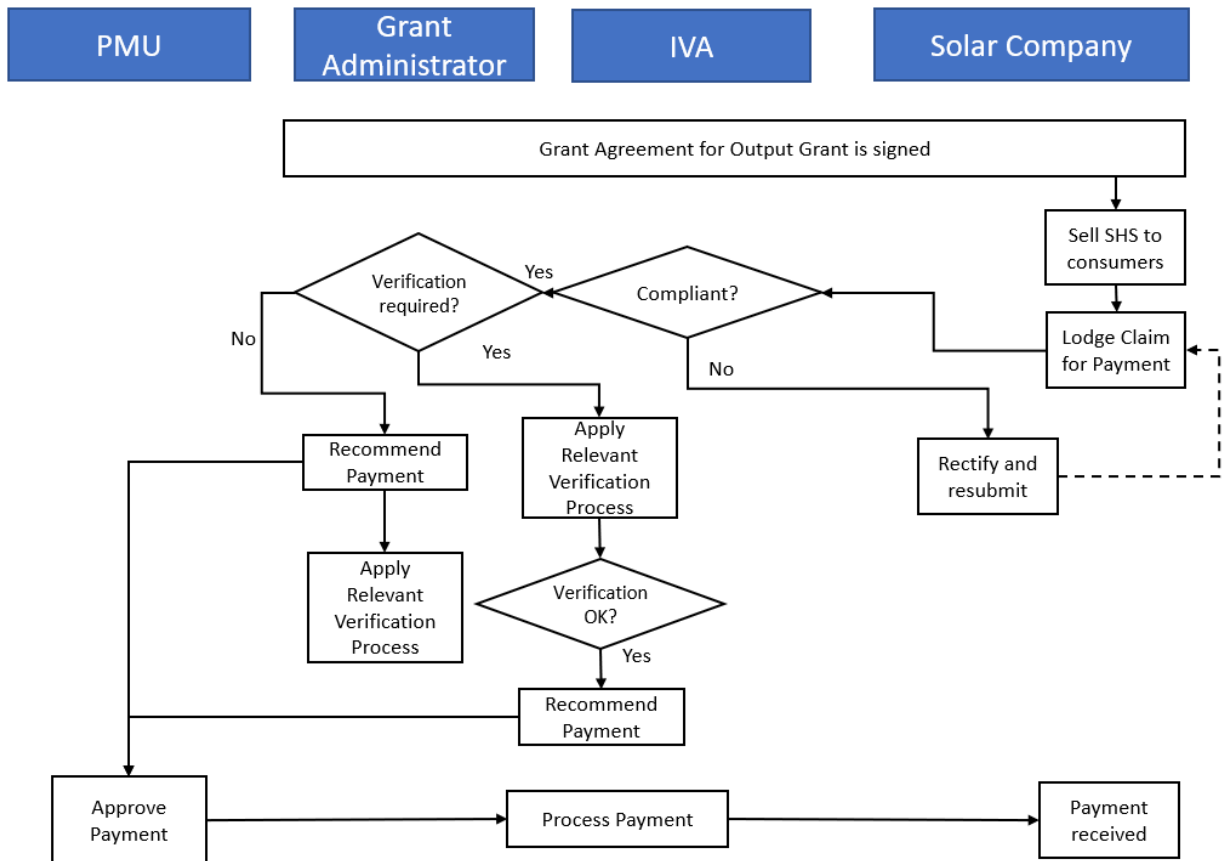 PMU
Grant
Administrator
IVA
Solar Company
Grant Agreement for Output Grant is signed
Sell SHS to
consumers
Verification
required?
Yes
Compliant?
Lodge Claim
for Payment
No
Yes
No
Recommend
Payment
Apply
Relevant
Verification
Process
Rectify and
resubmit
Apply
Relevant
Verification
Process
Verification
OK?
Yes
Recommend
Payment
Approve
Payment
Process Payment
Payment
received